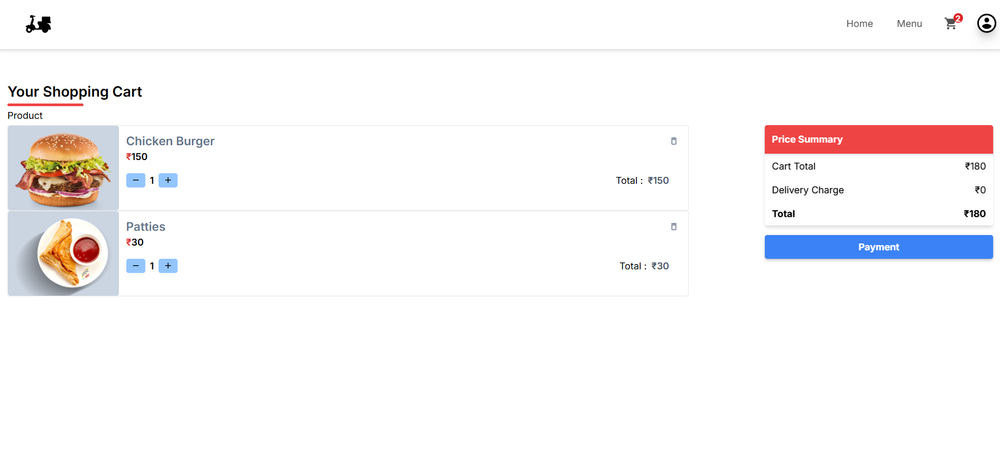 Home Menu 2
Your Shopping Cart
Product
Chicken Burger
₹150
− 1 +
Total : ₹150
Patties
₹30
− 1 +
Total : ₹30
Price Summary
Cart Total ₹180
Delivery Charge ₹0
Total ₹180
Payment